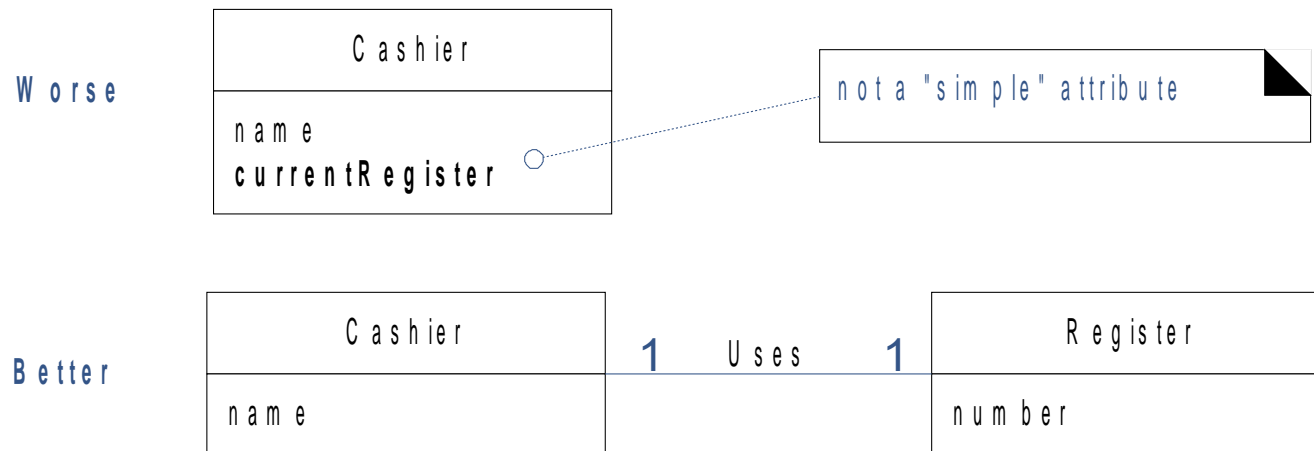 Worse
Cashier
name
currentRegister
not a "simple" attribute
Better
Cashier
name
1 Uses 1
Register
number